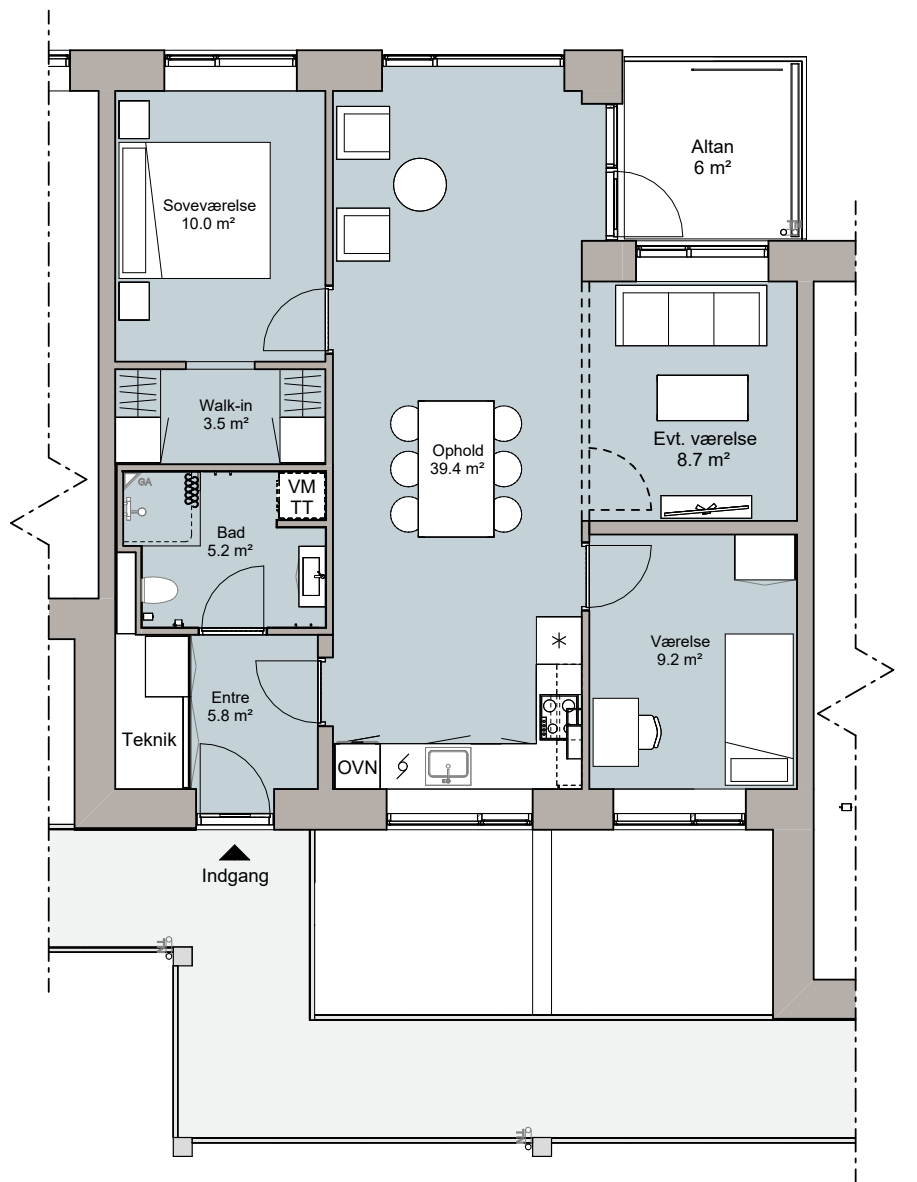 Altan
6 m²
Soveværelse
10.0 m²
Walk-in
3.5 m²
Ophold
39.4 m²
Evt. værelse
8.7 m²
GA
VM
TT
Bad
5.2 m²
Værelse
9.2 m²
Entre
5.8 m²
Teknik
OVN
Indgang